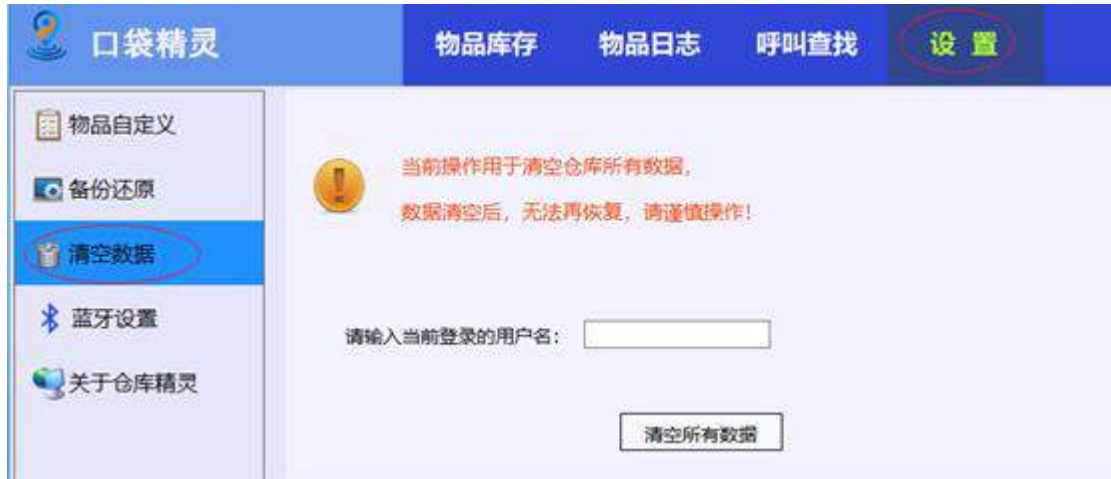 口袋精灵 物品库存 物品日志 呼叫查找 设 置
物品自定义
备份还原
清空数据
蓝牙设置
关于仓库精灵
当前操作用于清空仓库所有数据,
数据清空后，无法再恢复，请谨慎操作!
请输入当前登录的用户名:
清空所有数据